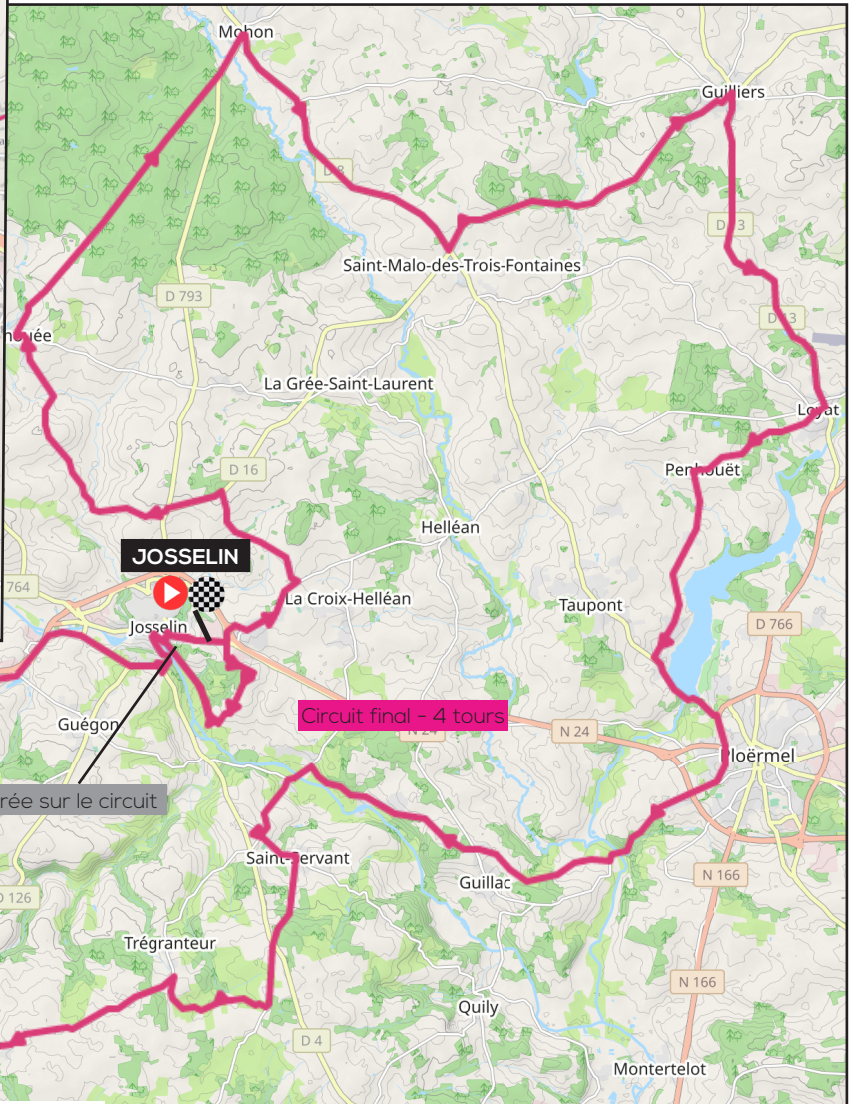 Mohon
Guilliers
D 8
D 13
Saint-Malo-des-Trois-Fontaines
D 793
D 13
La Grée-Saint-Laurent
Loyat
D 16
Penhouët
Helléan
JOSSELIN
764
La Croix-Helléan
Taupont
Josselin
D 766
Circuit final - 4 tours
Guégon
N 24
N 24
Ploërmel
rée sur le circuit
Saint-Servant
Guillac
N 166
126
Trégranteur
N 166
Quily
D 4
Montertelot